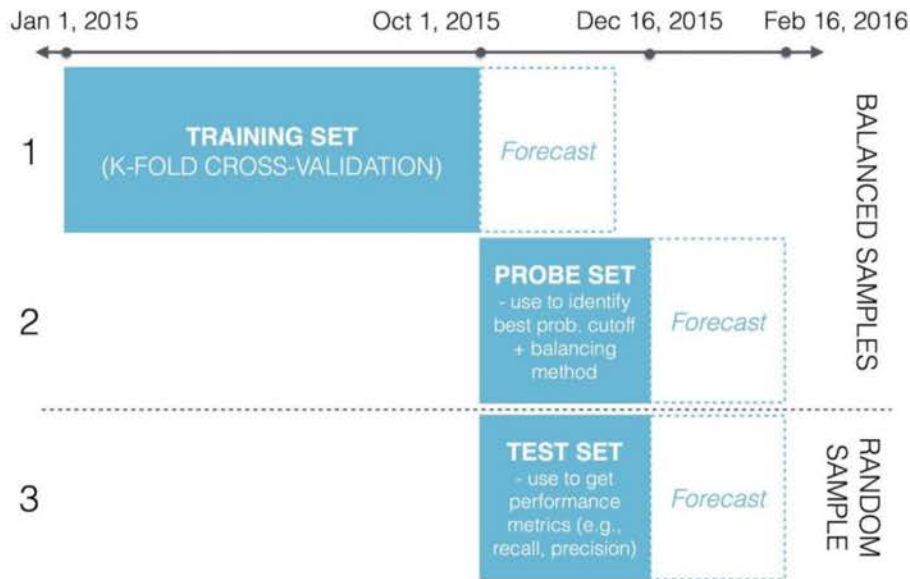 Jan 1, 2015
Oct 1, 2015
Dec 16, 2015
Feb 16, 2016
1
TRAINING SET
(K-FOLD CROSS-VALIDATION)
Forecast
2
PROBE SET
- use to identify
best prob. cutoff
+ balancing
method
Forecast
BALANCED SAMPLES
3
TEST SET
- use to get
performance
metrics (e.g.,
recall, precision)
Forecast
RANDOM
SAMPLE